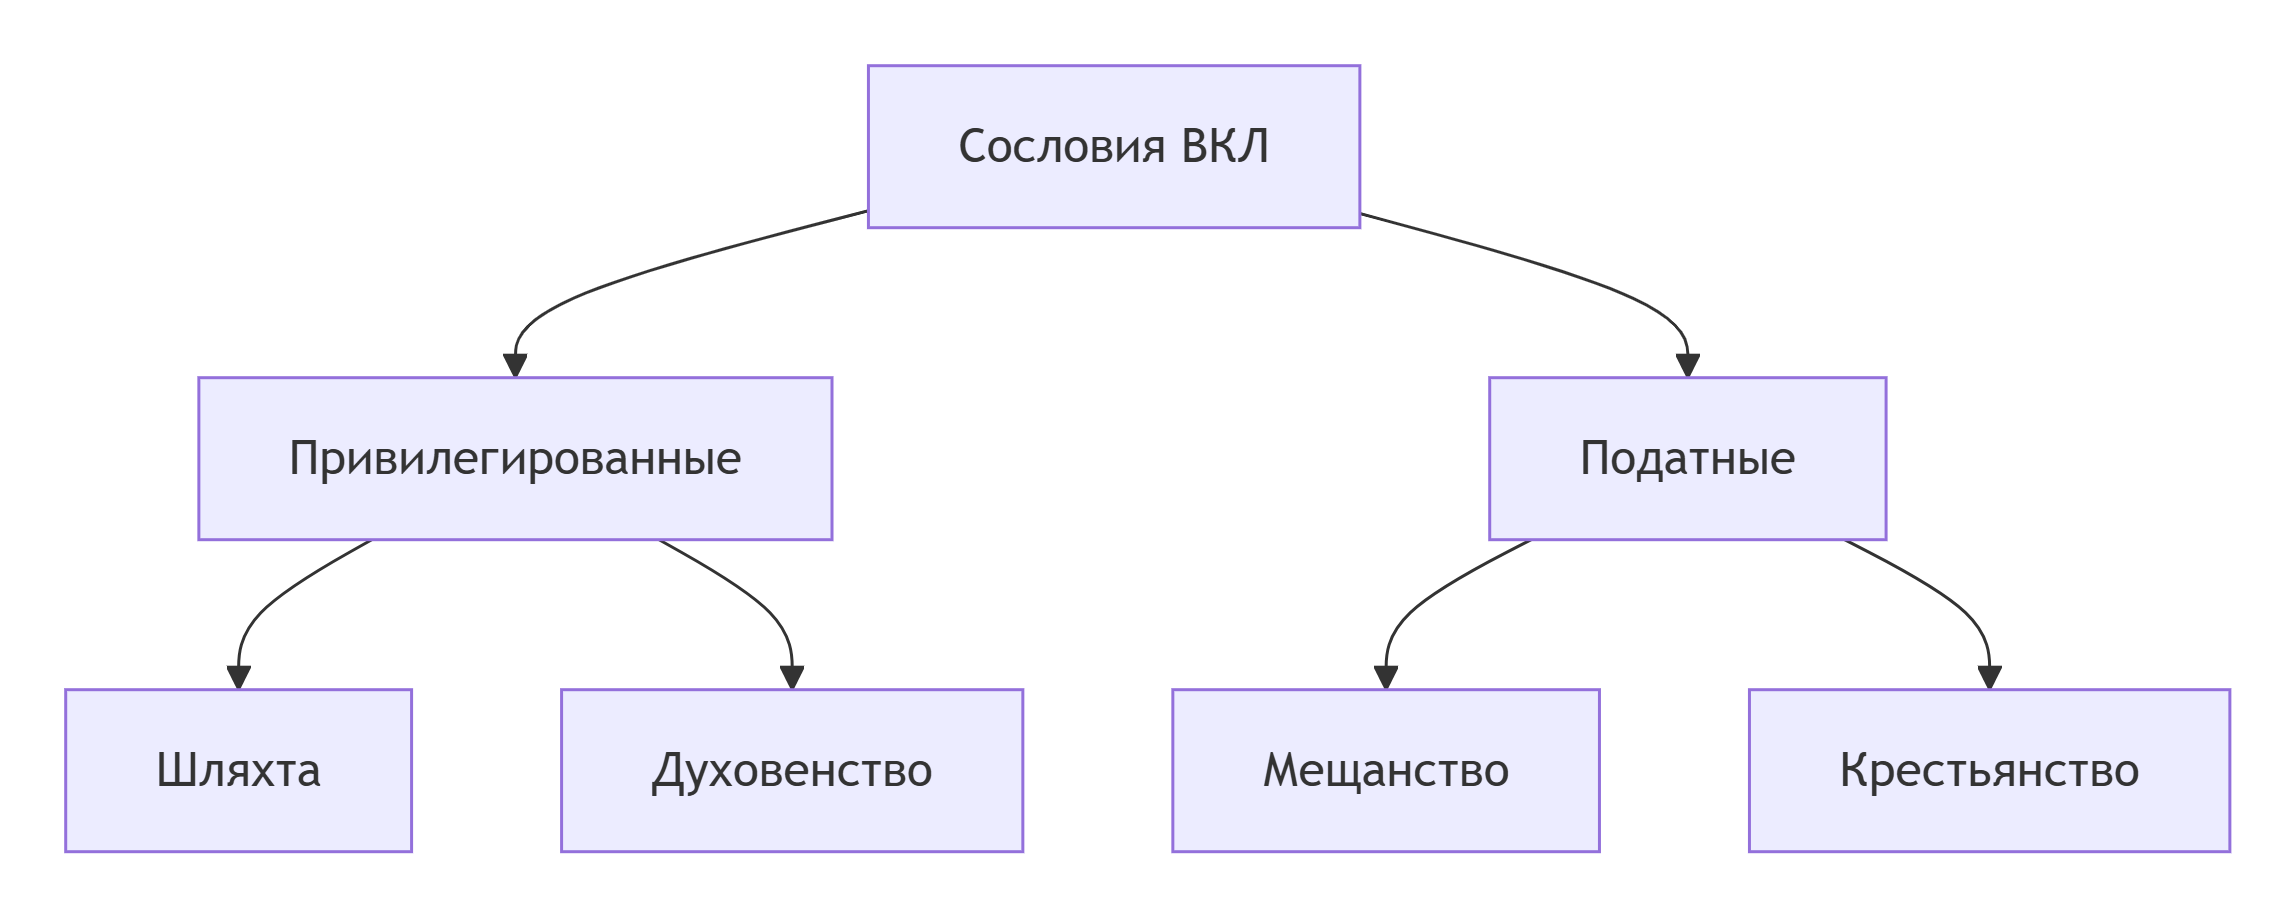 Сословия ВКЛ
Привилегированные
Податные
Шляхта
Духовенство
Мещанство
Крестьянство